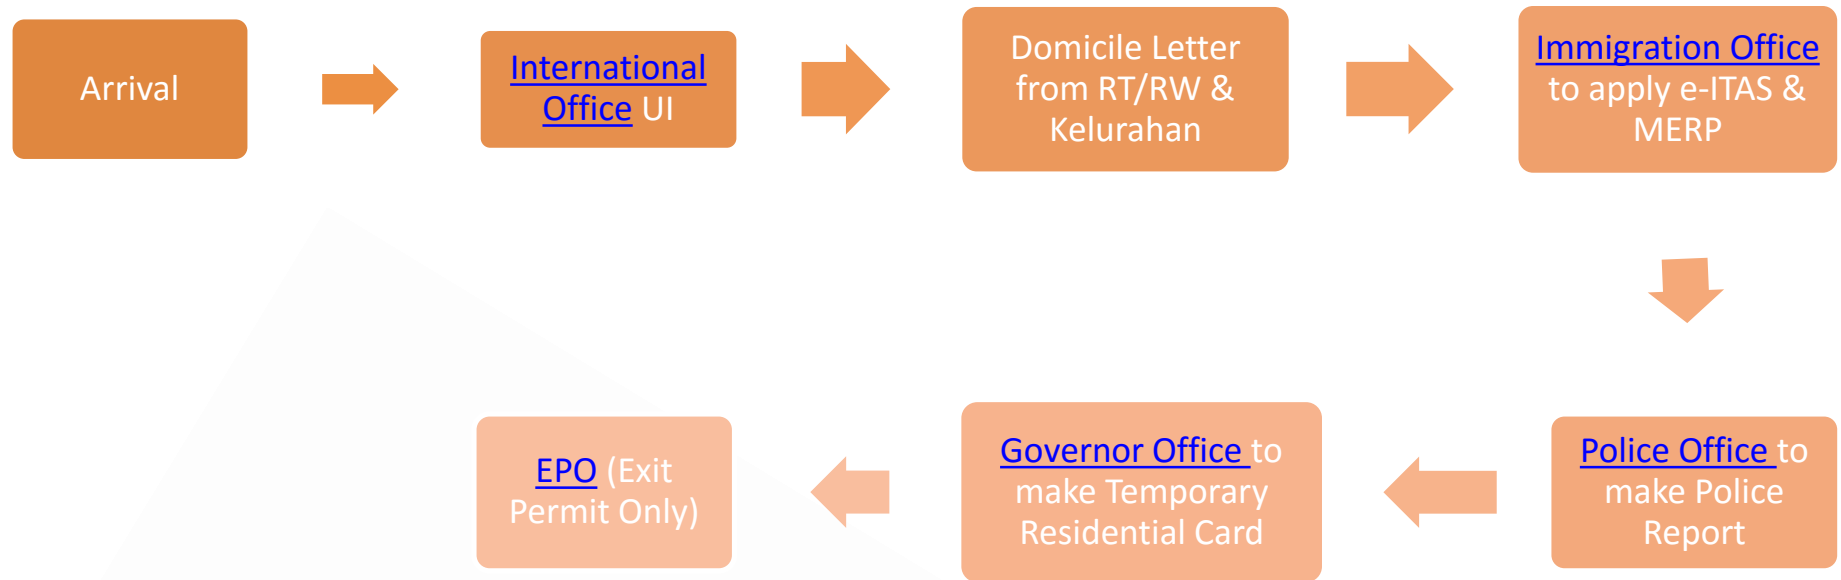 Arrival
International
Office UI
Domicile Letter
from RT/RW &
Kelurahan
Immigration Office
to apply e-ITAS &
MERP
Police Office to
make Police
Report
Governor Office to
make Temporary
Residential Card
EPO (Exit
Permit Only)